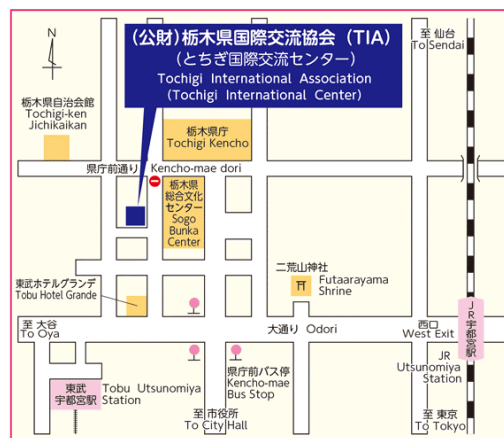 (公財)栃木県国際交流協会 (TIA)
(とちぎ国際交流センター)
Tochigi International Association
(Tochigi International Center)
N
至 仙台
To Sendai
栃木県自治会館
Tochigi-ken
Jichikaikan
栃木県庁
Tochigi Kencho
県庁前通り Kencho-mae dori
栃木県
総合文化
センター
Sogo
Bunka
Center
東武ホテルグランデ
Tobu Hotel Grande
二荒山神社
Futaarayama
Shrine
至 大谷
To Oya
大通り Odori
西口
West Exit
JR宇都宮駅
JR
Utsunomiya
Station
東武
宇都宮駅
Tobu Utsunomiya
Station
県庁前バス停
Kencho-mae
Bus Stop
至 市役所
To City Hall
至 東京
To Tokyo